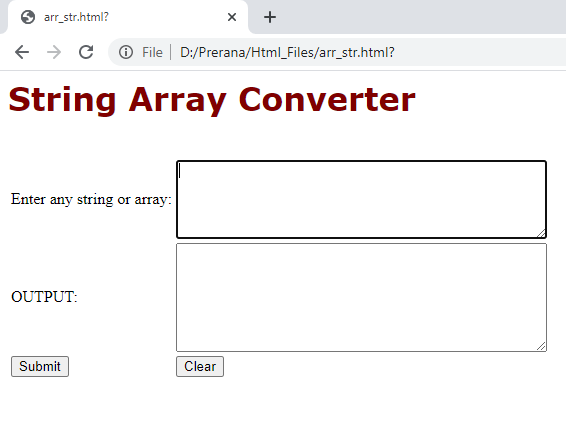 arr_str.html?
File D:/Prerana/Html_Files/arr_str.html?
String Array Converter
Enter any string or array:
OUTPUT:
Submit Clear